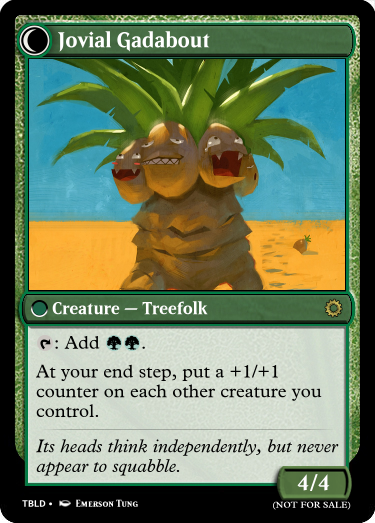 Jovial Gadabout
Creature — Treefolk
: Add .
At your end step, put a +1/+1
counter on each other creature you
control.
Its heads think independently, but never
appear to squabble.
4/4
TBLD • Emerson Tung
(NOT FOR SALE)